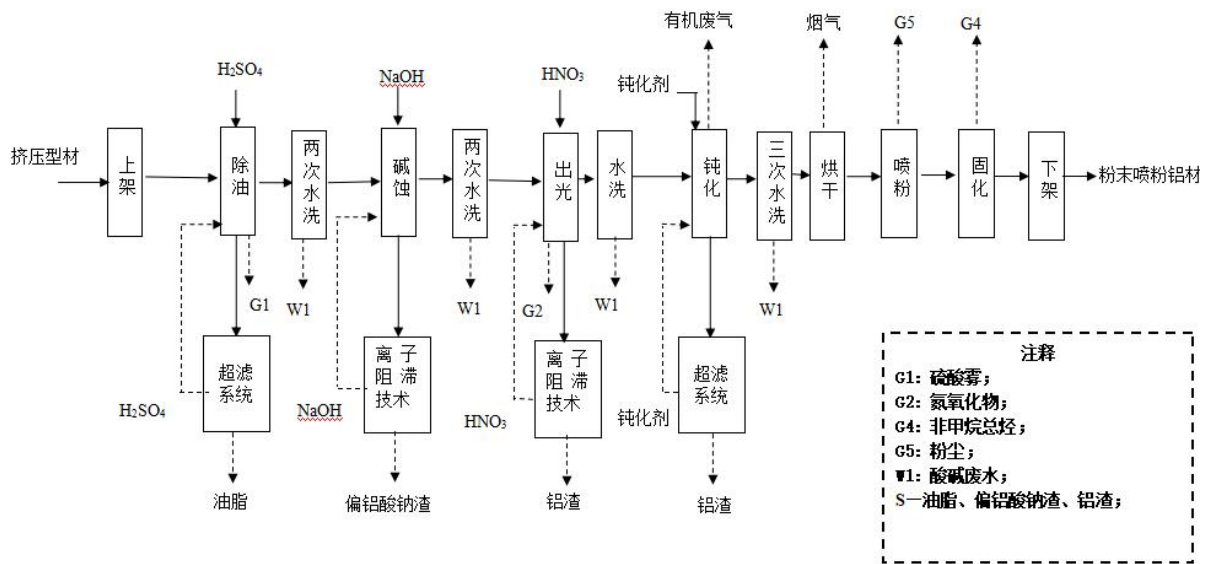 有机废气
烟气
G5
G4
H₂SO₄
NaOH
HNO₃
钝化剂
挤压型材
上架
除油
两次水洗
碱蚀
两次水洗
出光
水洗
钝化
三次水洗
烘干
喷粉
固化
下架
粉末喷粉铝材
G1
W1
W1
G2
W1
W1
超滤
系统
离子
阻滞
技术
离子
阻滞
技术
超滤
系统
H₂SO₄
NaOH
HNO₃
钝化剂
油脂
偏铝酸钠渣
铝渣
铝渣
注释
G1：硫酸雾；
G2：氮氧化物；
G4：非甲烷总烃；
G5：粉尘；
W1：酸碱废水；
S—油脂、偏铝酸钠渣、铝渣；